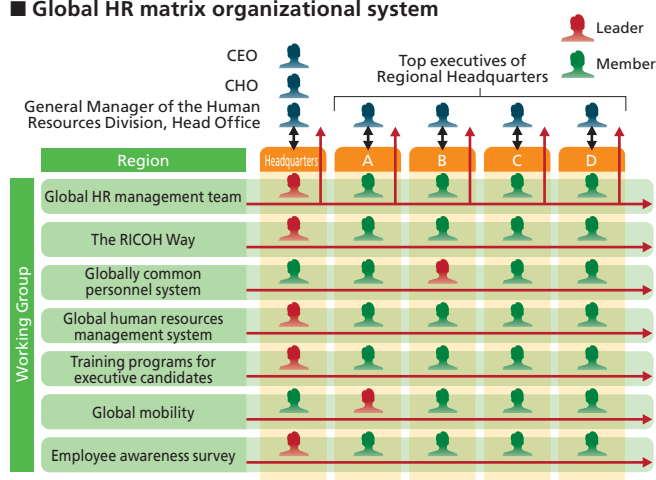 ■ Global HR matrix organizational system
Leader
Member
CEO
CHO
General Manager of the Human
Resources Division, Head Office
Top executives of
Regional Headquarters
Region
Headquarters
A
B
C
D
Working Group
Global HR management team
The RICOH Way
Globally common
personnel system
Global human resources
management system
Training programs for
executive candidates
Global mobility
Employee awareness survey